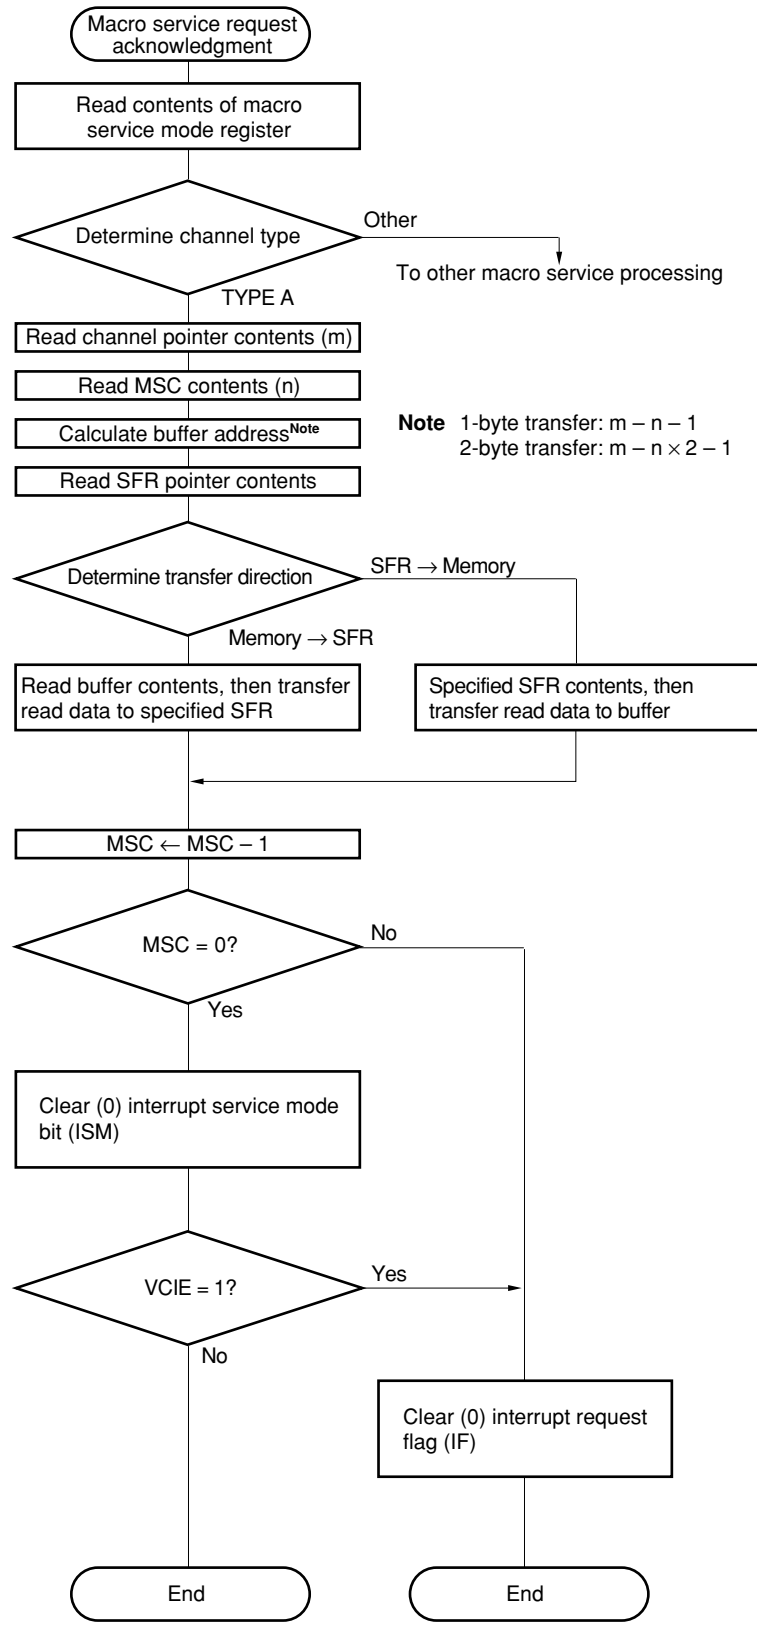 Macro service request
acknowledgment
Read contents of macro
service mode register
Determine channel type
Other
To other macro service processing
TYPE A
Read channel pointer contents (m)
Read MSC contents (n)
Calculate buffer addressNote
Note 1-byte transfer: m – n – 1
2-byte transfer: m – n × 2 – 1
Read SFR pointer contents
Determine transfer direction
SFR → Memory
Memory → SFR
Read buffer contents, then transfer
read data to specified SFR
Specified SFR contents, then
transfer read data to buffer
MSC ← MSC – 1
MSC = 0?
No
Yes
Clear (0) interrupt service mode
bit (ISM)
VCIE = 1?
Yes
No
Clear (0) interrupt request
flag (IF)
End
End